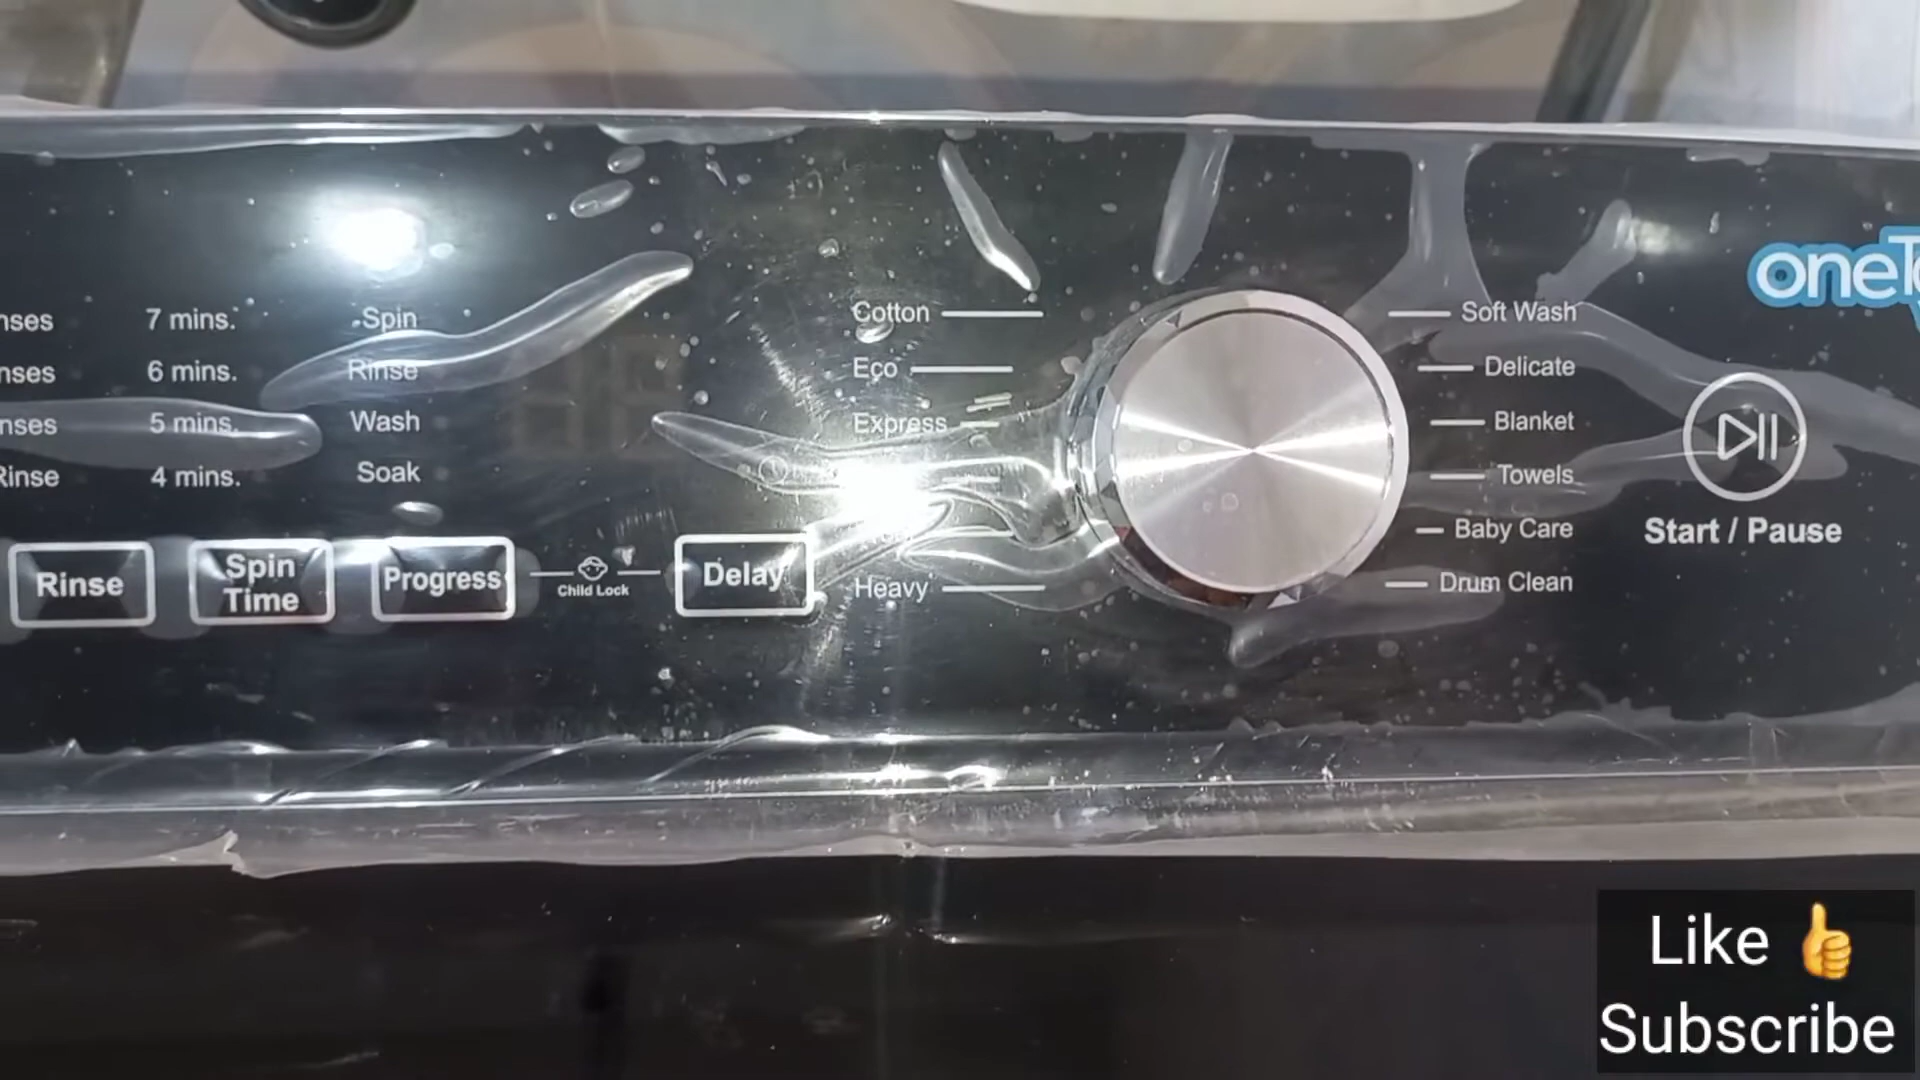 nses
nses
nses
Rinse
7 mins.
6 mins.
5 mins.
4 mins.
Spin
Rinse
Wash
Soak
Rinse
Spin
Time
Progress
Child Lock
Delay
Cotton
Eco
Express
Heavy
Soft Wash
Delicate
Blanket
Towels
Baby Care
Drum Clean
Start / Pause
oneT
Like 👍
Subscribe